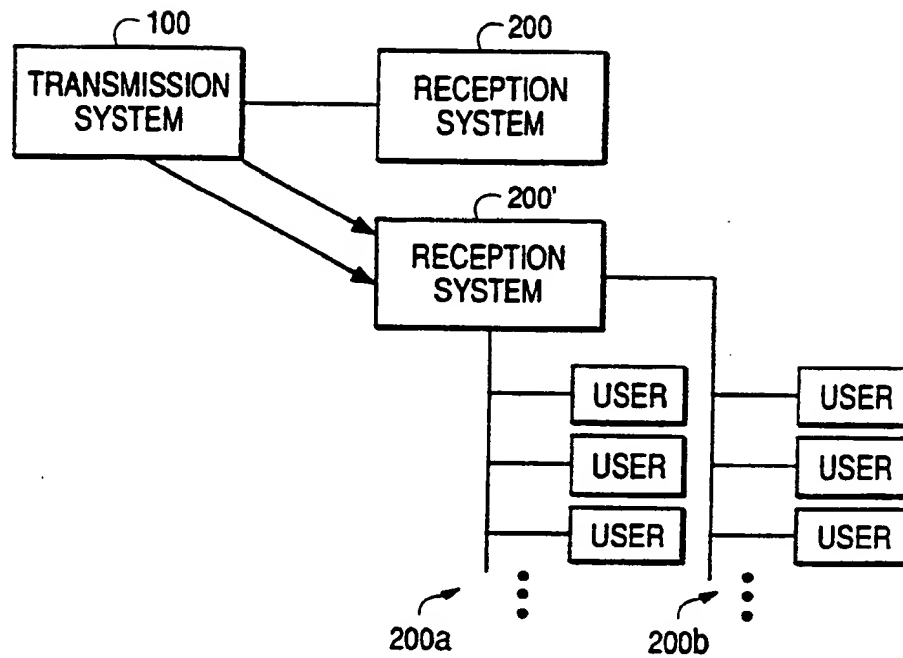 100
200
TRANSMISSION
SYSTEM
RECEPTION
SYSTEM
200'
RECEPTION
SYSTEM
USER
USER
USER
USER
USER
USER
200a
200b